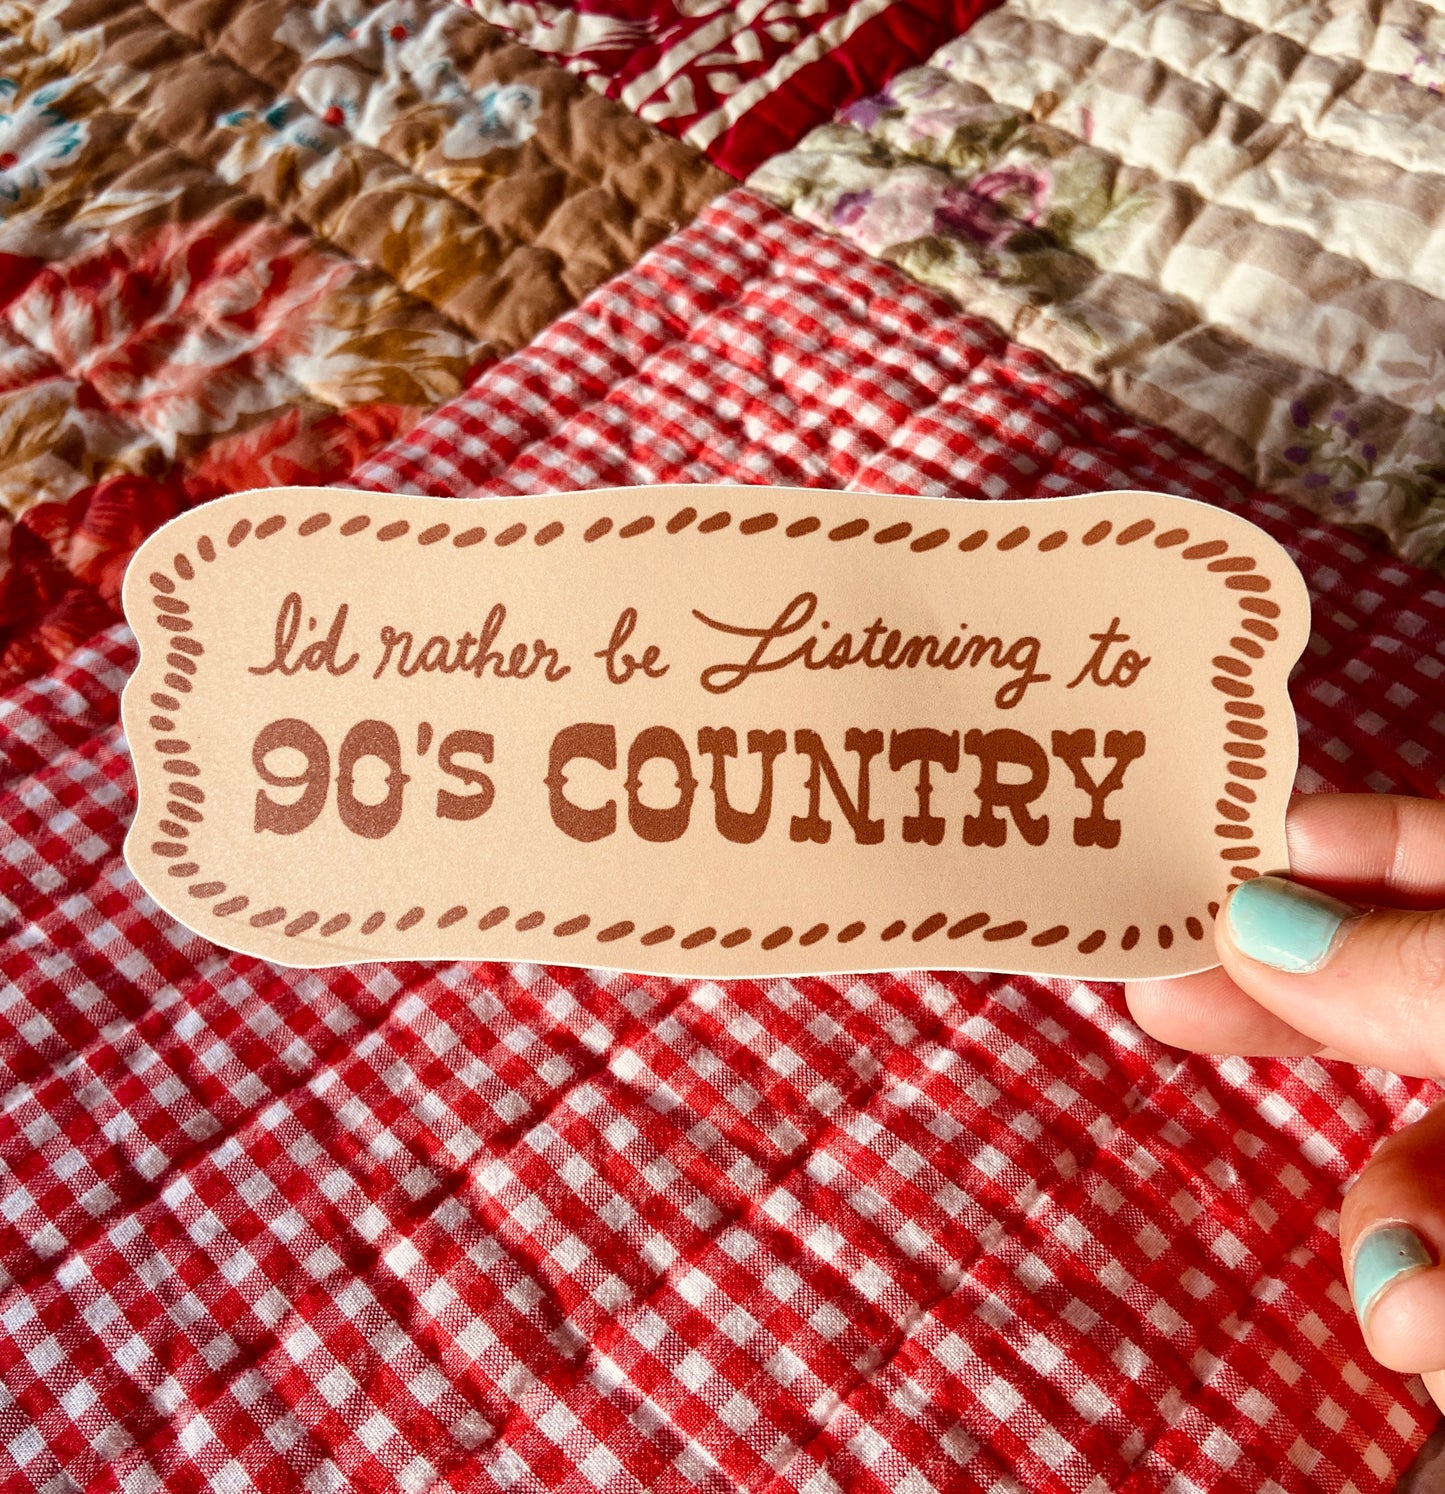 I'd rather be Listening to
90's COUNTRY